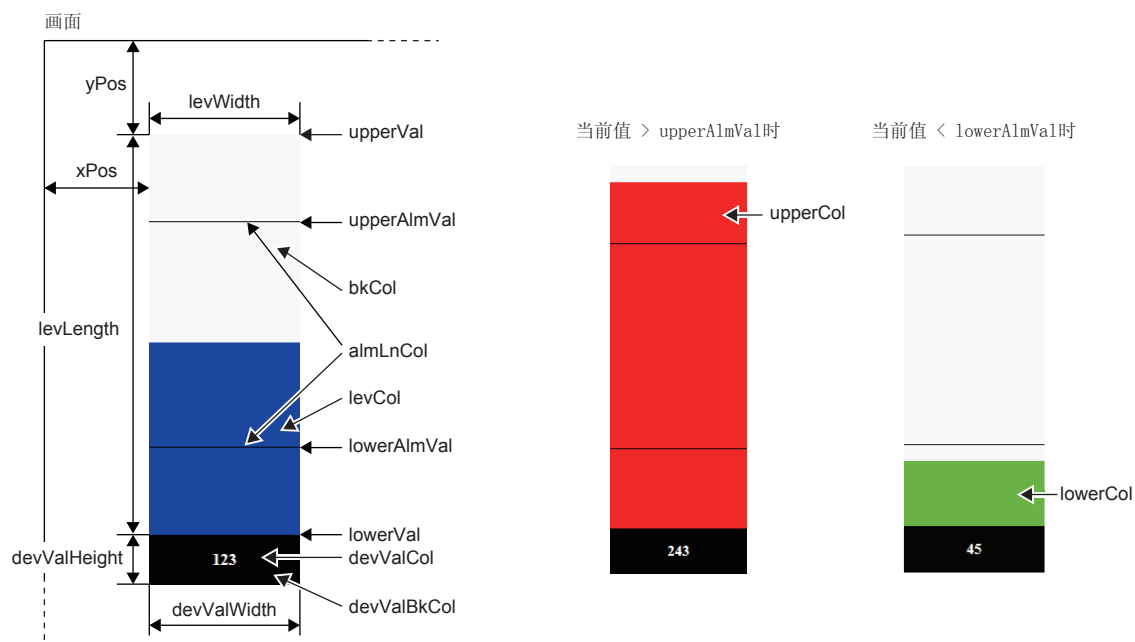 画面
yPos
levWidth
upperVal
xPos
upperAlmVal
bkCol
levLength
almLnCol
levCol
lowerAlmVal
lowerVal
devValHeight
123
devValCol
devValWidth
devValBkCol
当前值 > upperAlmVal时
upperCol
243
当前值 < lowerAlmVal时
lowerCol
45